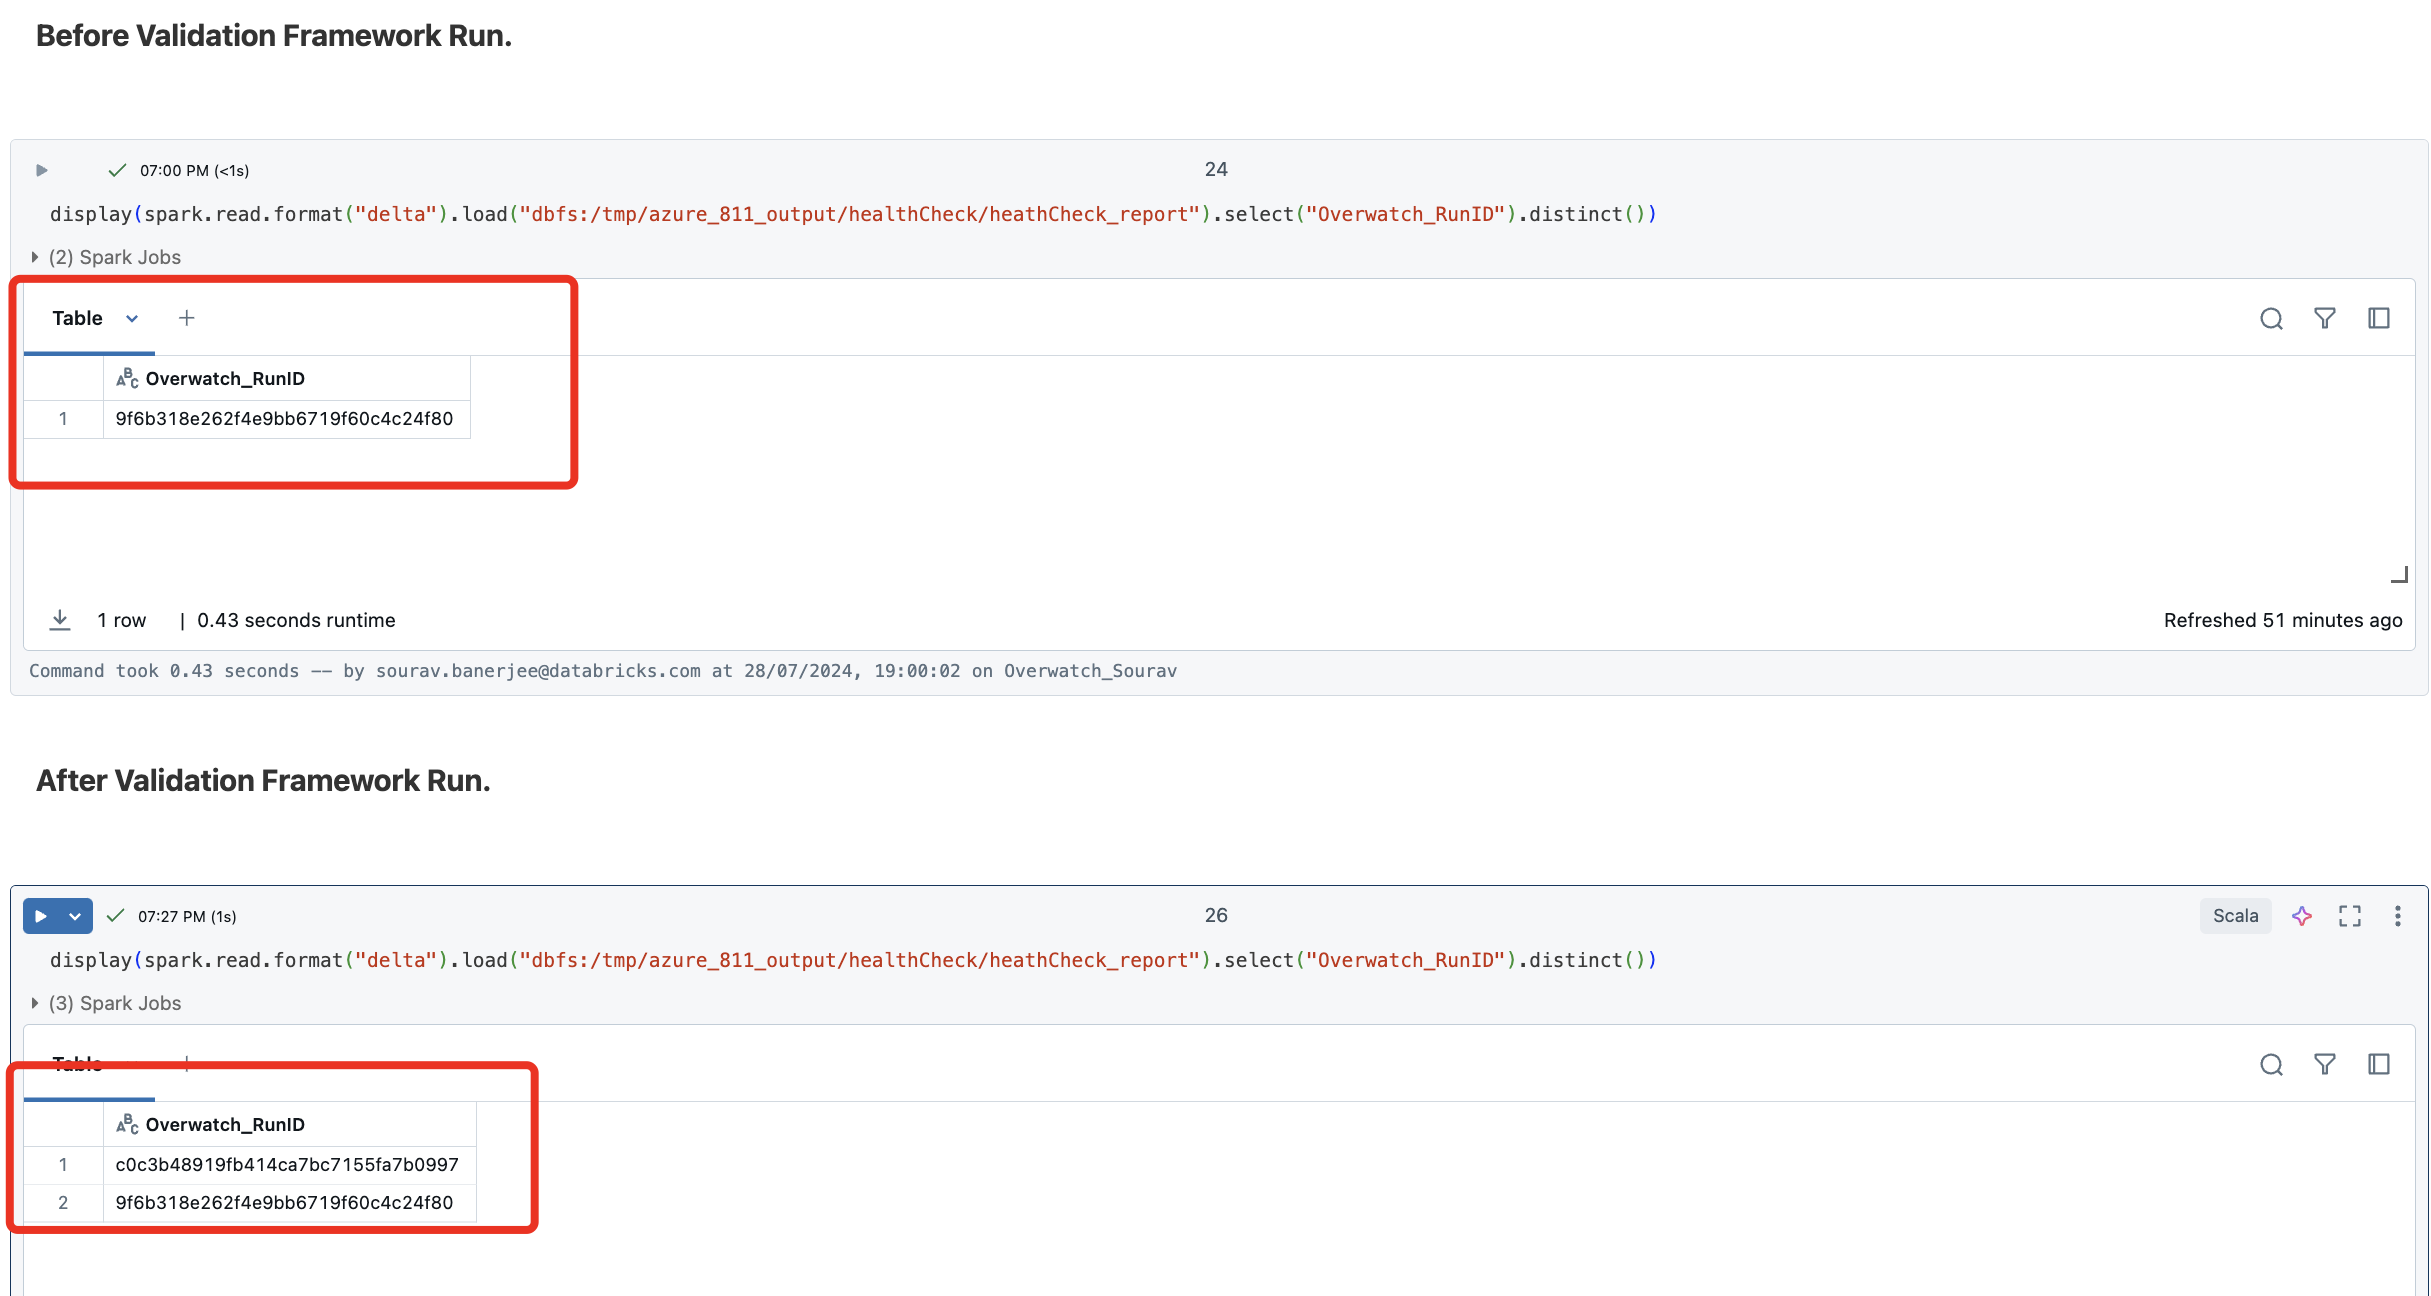 Before Validation Framework Run.
07:00 PM (<1s)
24
display(spark.read.format("delta").load("dbfs:/tmp/azure_811_output/healthCheck/heathCheck_report").select("Overwatch_RunID").distinct())
(2) Spark Jobs
Table
Overwatch_RunID
1 9f6b318e262f4e9bb6719f60c4c24f80
1 row | 0.43 seconds runtime
Refreshed 51 minutes ago
Command took 0.43 seconds -- by sourav.banerjee@databricks.com at 28/07/2024, 19:00:02 on Overwatch_Sourav
After Validation Framework Run.
07:27 PM (1s)
26
Scala
display(spark.read.format("delta").load("dbfs:/tmp/azure_811_output/healthCheck/heathCheck_report").select("Overwatch_RunID").distinct())
(3) Spark Jobs
Table
Overwatch_RunID
1 c0c3b48919fb414ca7bc7155fa7b0997
2 9f6b318e262f4e9bb6719f60c4c24f80